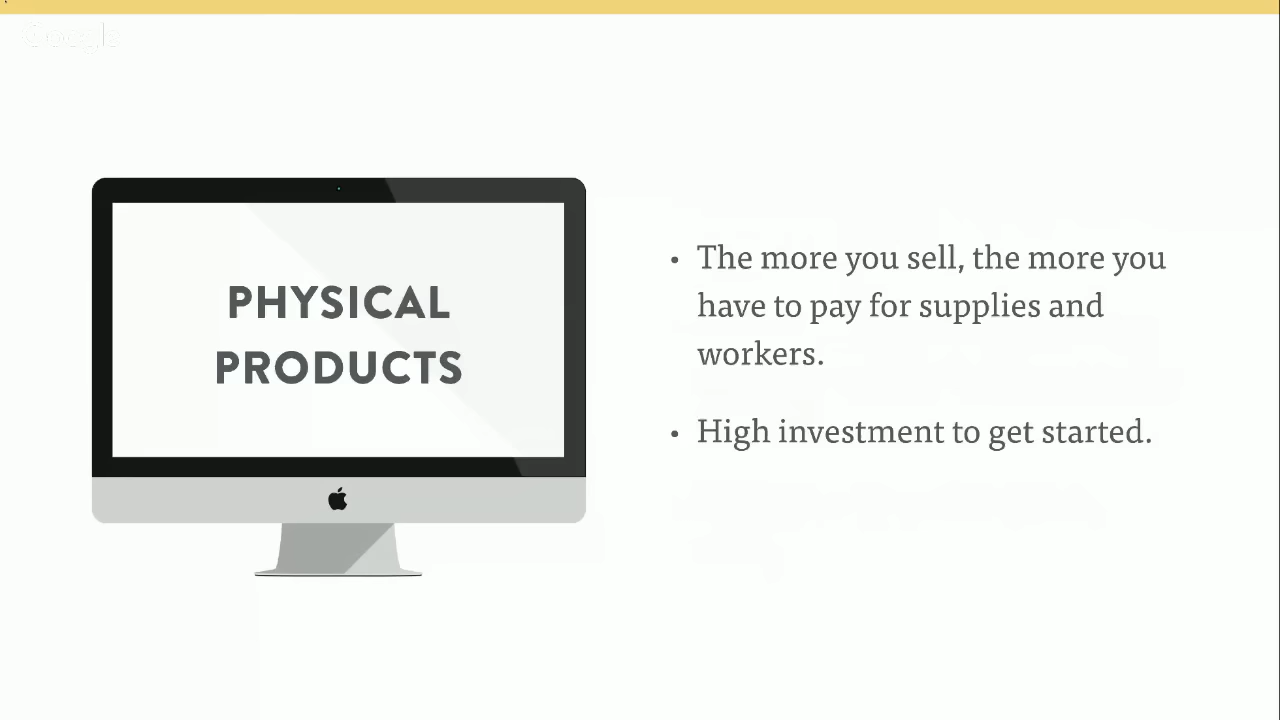 Google
PHYSICAL
PRODUCTS
• The more you sell, the more you
have to pay for supplies and
workers.
• High investment to get started.